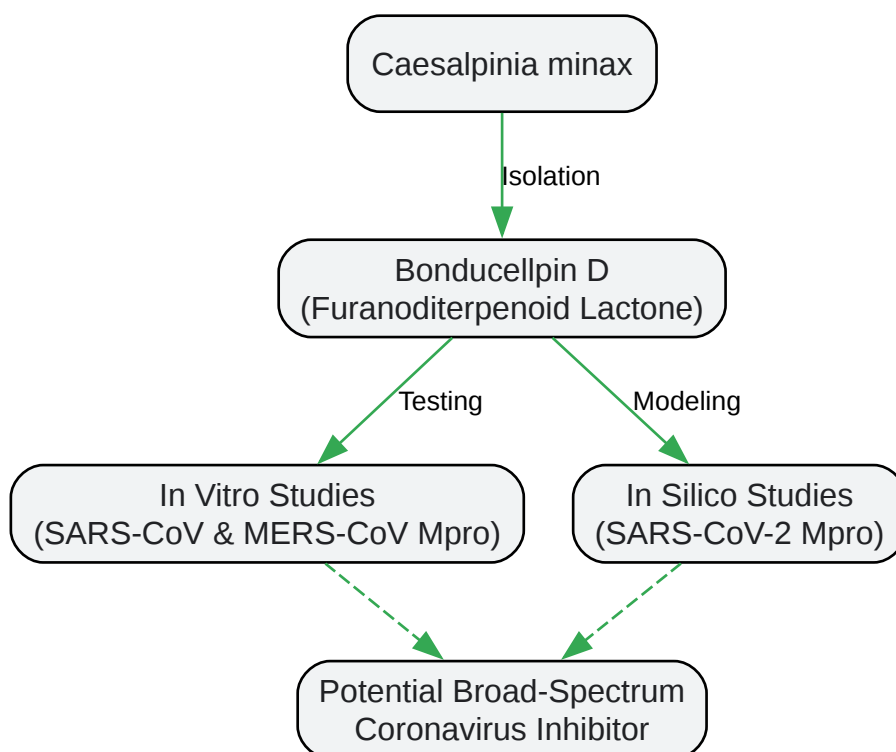 Caesalpinia minax
Isolation
Bonducellpin D
(Furanoditerpenoid Lactone)
Testing
Modeling
In Vitro Studies
(SARS-CoV & MERS-CoV Mpro)
In Silico Studies
(SARS-CoV-2 Mpro)
Potential Broad-Spectrum
Coronavirus Inhibitor